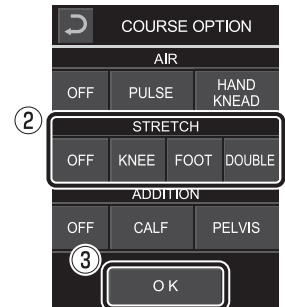 COURSE OPTION
AIR
OFF PULSE HAND KNEAD
② STRETCH
OFF KNEE FOOT DOUBLE
ADDITION
OFF CALF PELVIS
③
OK